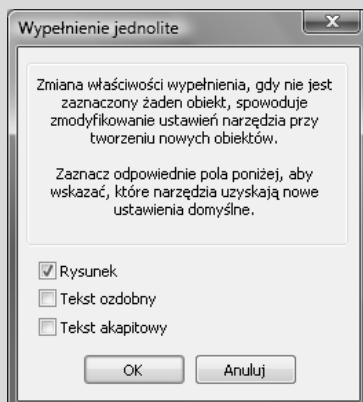 Wypełnienie jednolite
Zmiana właściwości wypełnienia, gdy nie jest
zaznaczony żaden obiekt, spowoduje
zmodyfikowanie ustawień narzędzia przy
tworzeniu nowych obiektów.
Zaznacz odpowiednie pola poniżej, aby
wskazać, które narzędzia uzyskają nowe
ustawienia domyślne.
Rysunek
Tekst ozdobny
Tekst akapitowy
OK
Anuluj